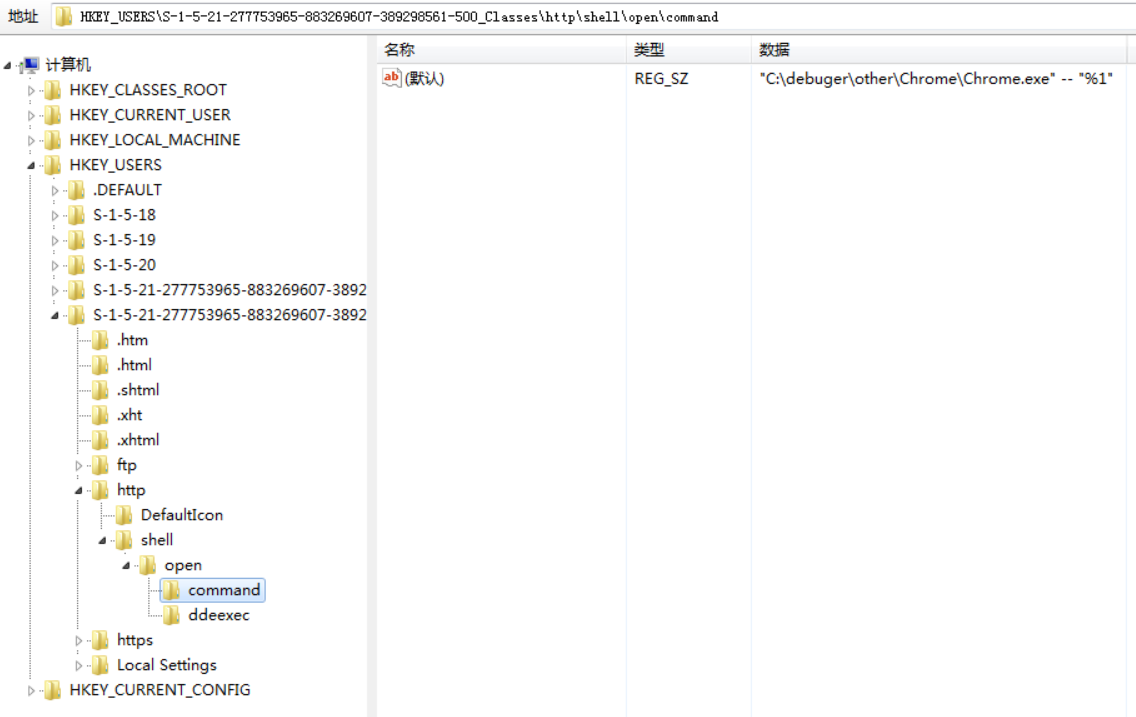 地址 HKEY_USERS\S-1-5-21-277753965-883269607-389298561-500_Classes\http\shell\open\command
名称 类型 数据
ab (默认) REG_SZ "C:\debuger\other\Chrome\Chrome.exe" -- "%1"
计算机
HKEY_CLASSES_ROOT
HKEY_CURRENT_USER
HKEY_LOCAL_MACHINE
HKEY_USERS
.DEFAULT
S-1-5-18
S-1-5-19
S-1-5-20
S-1-5-21-277753965-883269607-3892
S-1-5-21-277753965-883269607-3892
.htm
.html
.shtml
.xht
.xhtml
ftp
http
DefaultIcon
shell
open
command
ddeexec
https
Local Settings
HKEY_CURRENT_CONFIG